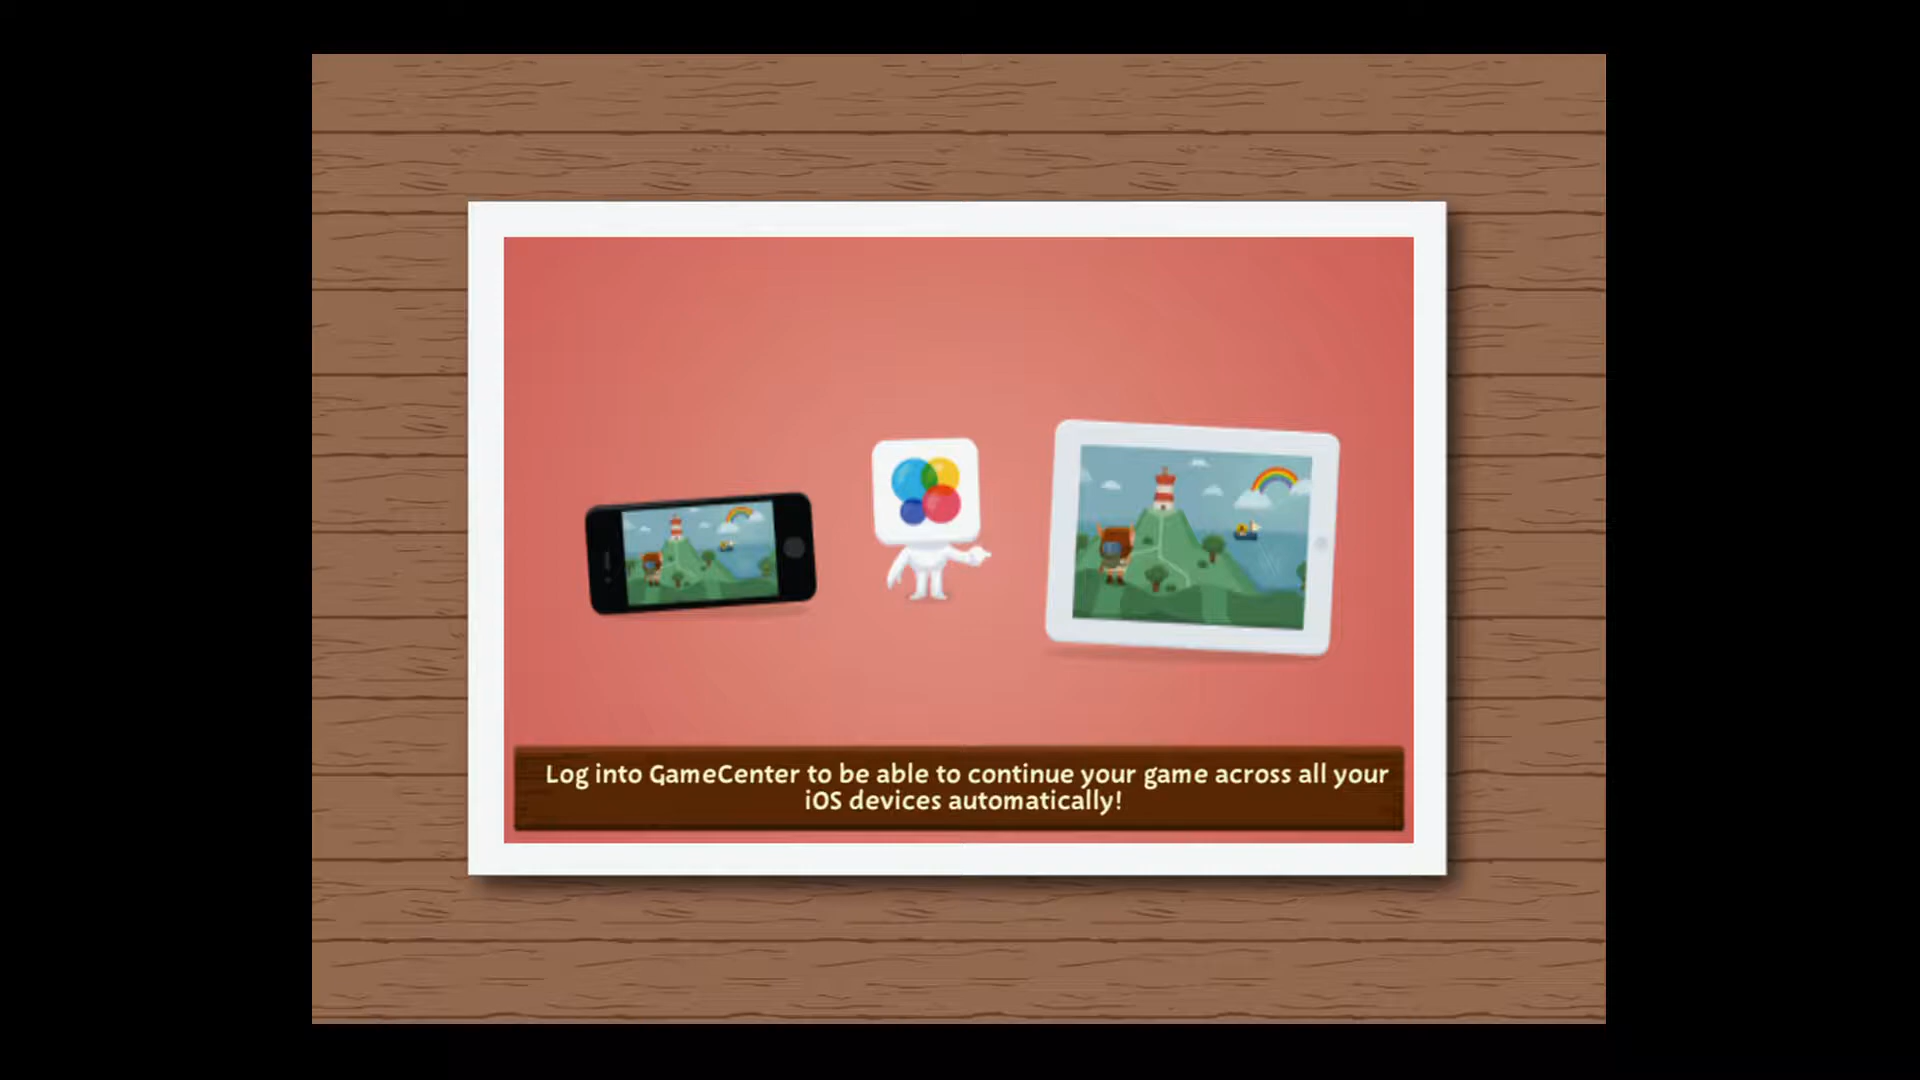 Log into GameCenter to be able to continue your game across all your
iOS devices automatically!